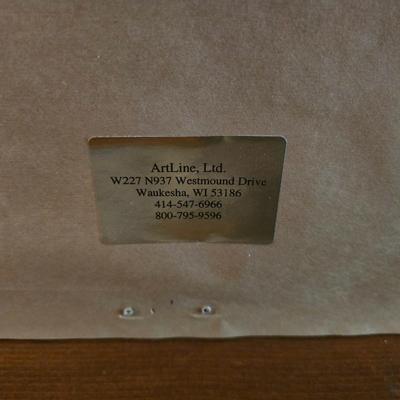 ArtLine, Ltd.
W227 N937 Westmound Drive
Waukesha, WI 53186
414-547-6966
800-795-9596